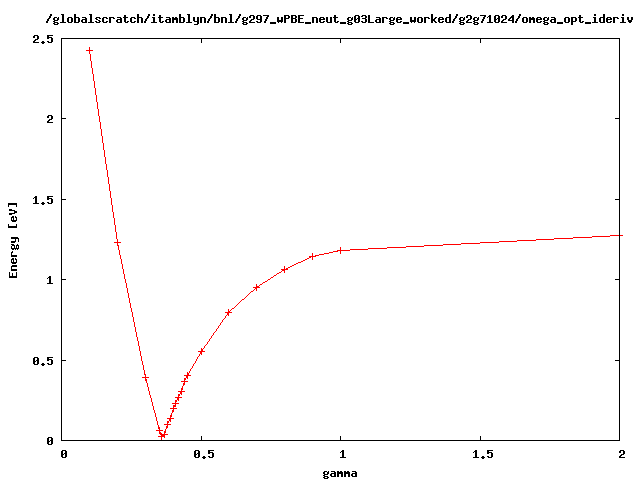 /globalscratch/itamblyn/bnl/g297_wPBE_neut_g03Large_worked/g2g71024/omega_opt_ideriv
2.5
2
1.5
1
0.5
0
Energy [eV]
0 0.5 1 1.5 2
gamma